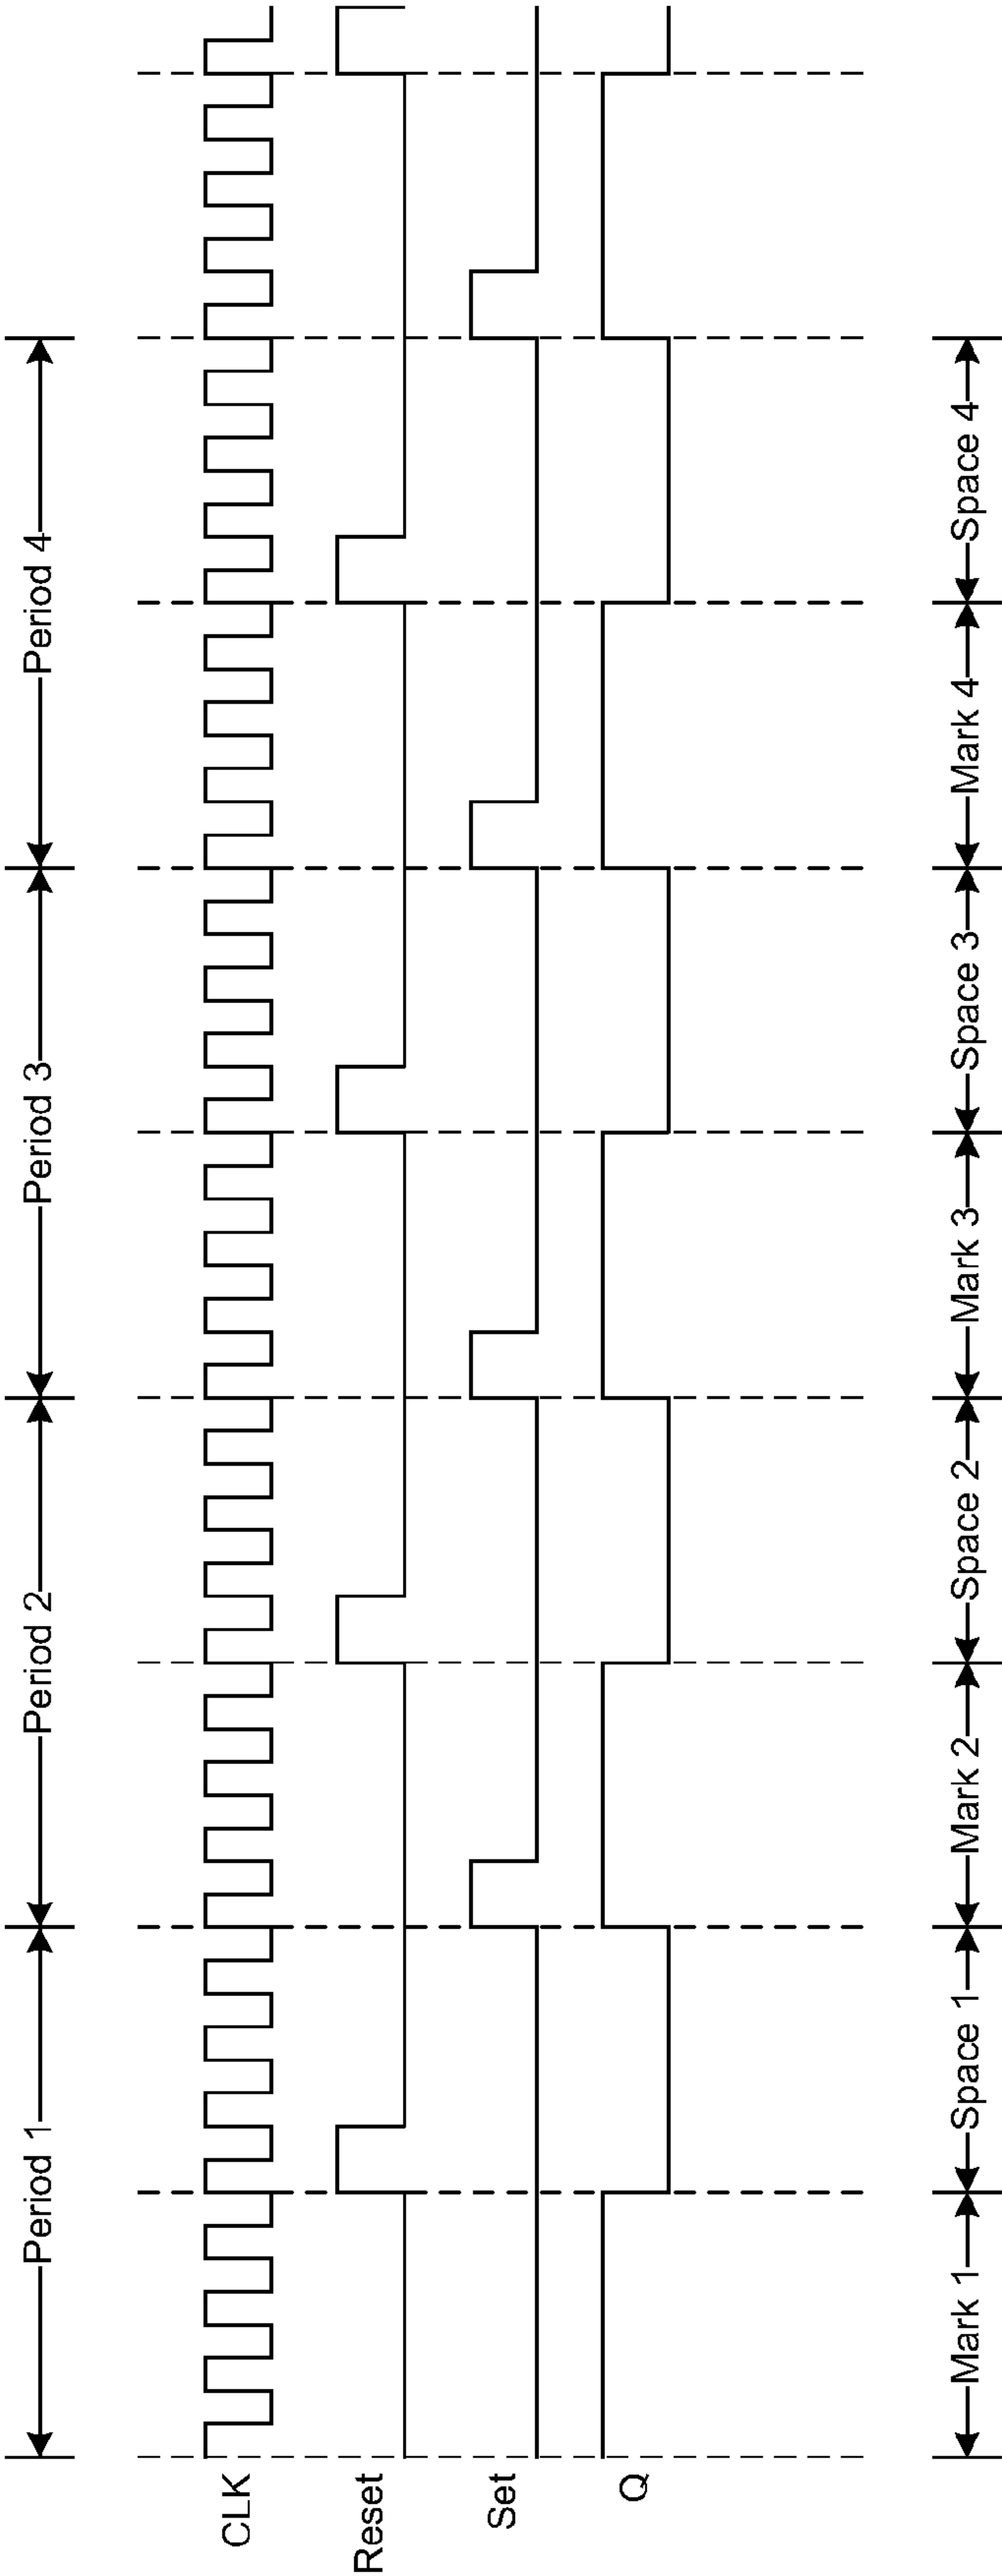 Period 1
Period 2
Period 3
Period 4
CLK
Reset
Set
Q
Mark 1
Space 1
Mark 2
Space 2
Mark 3
Space 3
Mark 4
Space 4